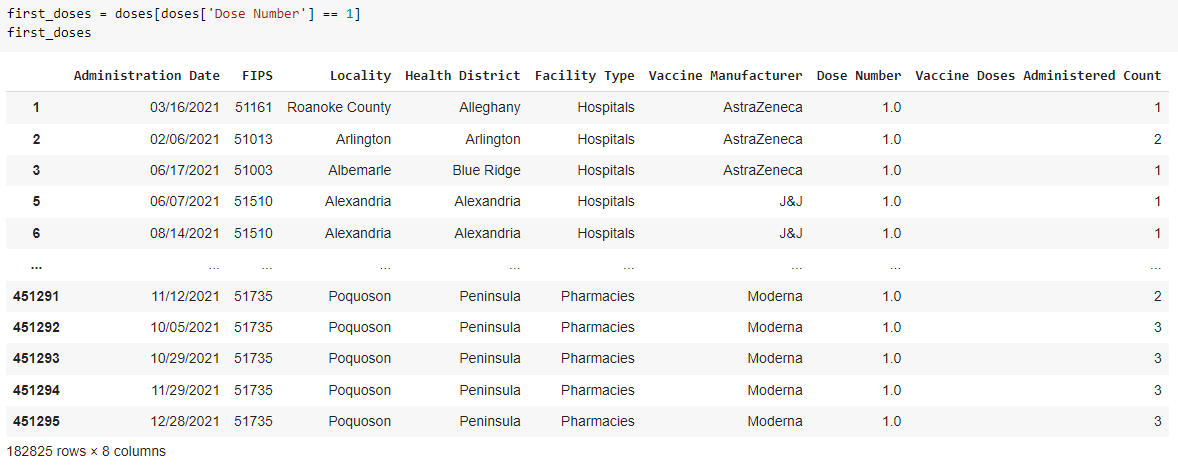 first_doses = doses[doses['Dose Number'] == 1]
first_doses
Administration Date FIPS Locality Health District Facility Type Vaccine Manufacturer Dose Number Vaccine Doses Administered Count
1 03/16/2021 51161 Roanoke County Alleghany Hospitals AstraZeneca 1.0 1
2 02/06/2021 51013 Arlington Arlington Hospitals AstraZeneca 1.0 2
3 06/17/2021 51003 Albemarle Blue Ridge Hospitals AstraZeneca 1.0 1
5 06/07/2021 51510 Alexandria Alexandria Hospitals J&J 1.0 1
6 08/14/2021 51510 Alexandria Alexandria Hospitals J&J 1.0 1
... ... ... ... ... ... ... ... ...
451291 11/12/2021 51735 Poquoson Peninsula Pharmacies Moderna 1.0 2
451292 10/05/2021 51735 Poquoson Peninsula Pharmacies Moderna 1.0 3
451293 10/29/2021 51735 Poquoson Peninsula Pharmacies Moderna 1.0 3
451294 11/29/2021 51735 Poquoson Peninsula Pharmacies Moderna 1.0 3
451295 12/28/2021 51735 Poquoson Peninsula Pharmacies Moderna 1.0 3
182825 rows × 8 columns